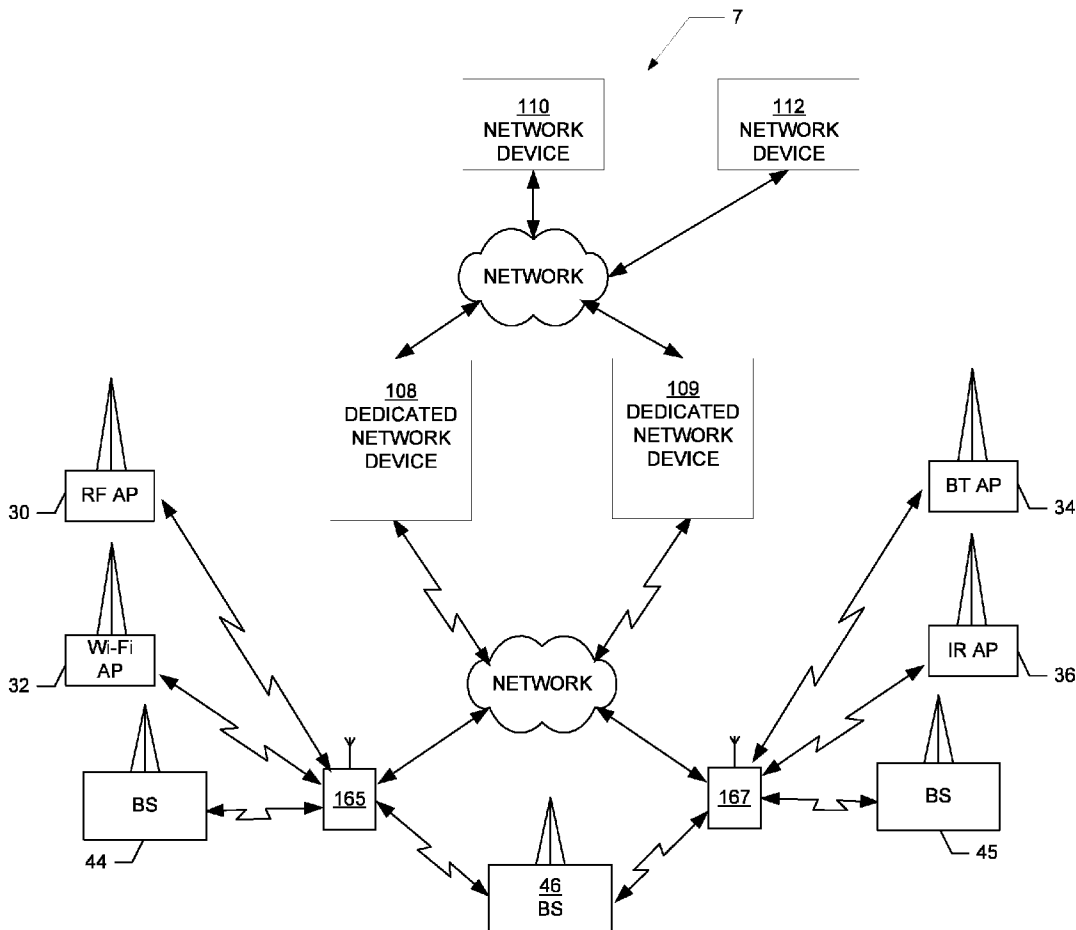 7
110
NETWORK
DEVICE
112
NETWORK
DEVICE
NETWORK
108
DEDICATED
NETWORK
DEVICE
109
DEDICATED
NETWORK
DEVICE
RF AP
30
BT AP
34
Wi-Fi
AP
32
IR AP
36
NETWORK
BS
44
165
167
BS
45
46
BS